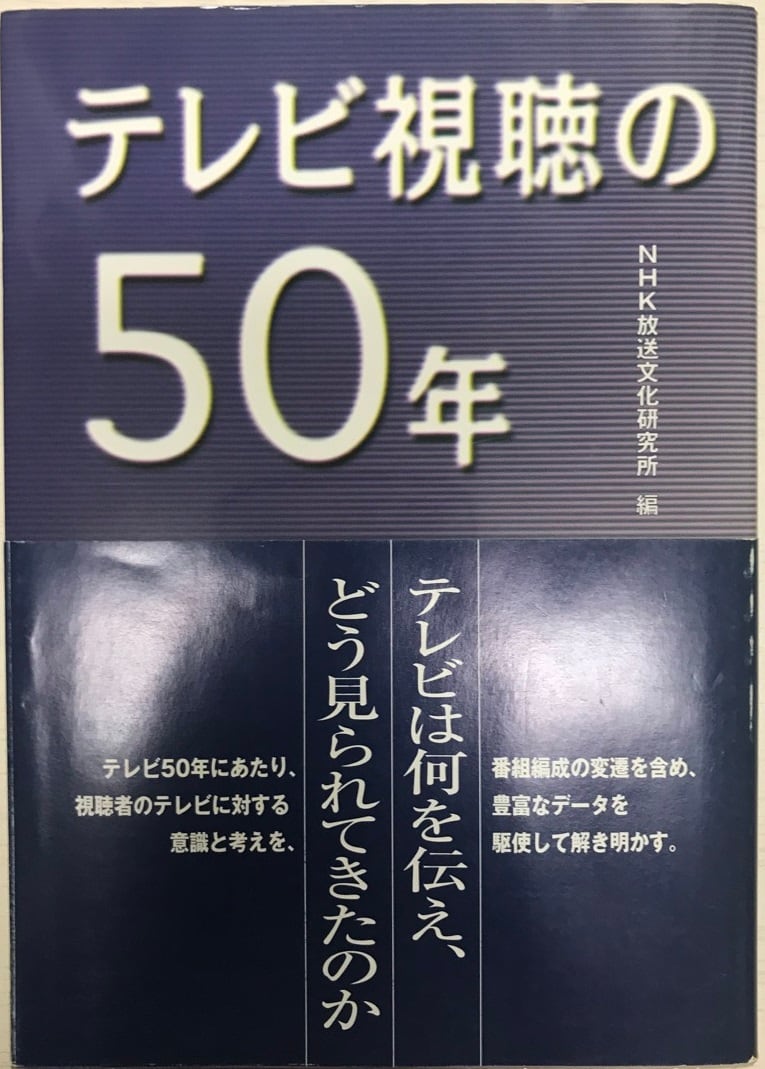 テレビ視聴の
50年
NHK放送文化研究所 編
テレビは何を伝え、
どう見られてきたのか
テレビ50年にあたり、
視聴者のテレビに対する
意識と考えを、
番組編成の変遷を含め、
豊富なデータを
駆使して解き明かす。